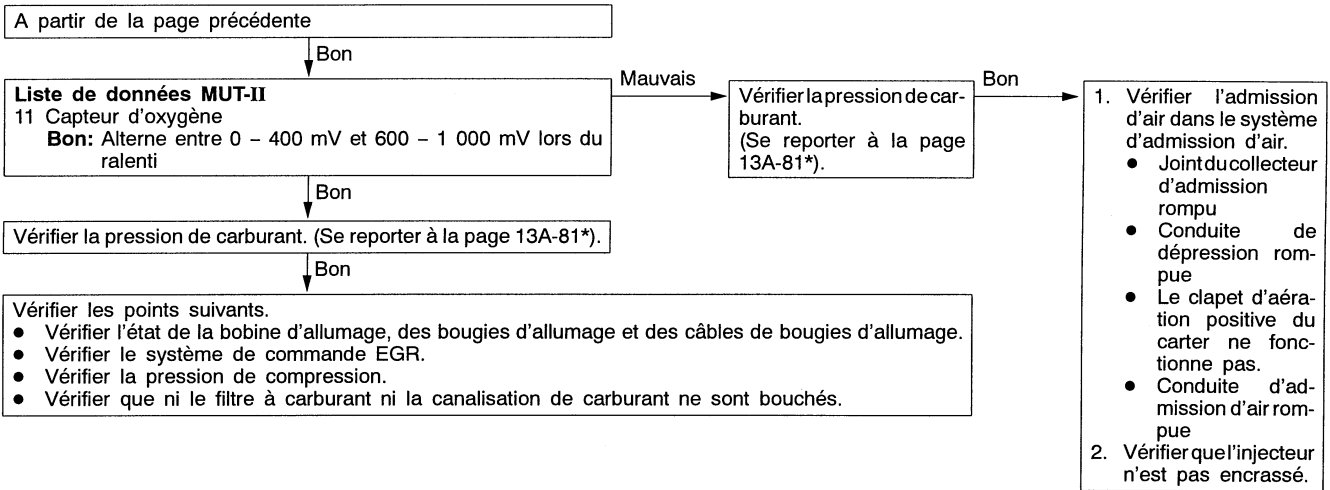 A partir de la page précédente
Bon
Liste de données MUT-II
11 Capteur d'oxygène
Bon: Alterne entre 0 – 400 mV et 600 – 1 000 mV lors du
ralenti
Mauvais
Vérifier la pression de car-
burant.
(Se reporter à la page
13A-81*).
Bon
1. Vérifier l'admission
d'air dans le système
d'admission d'air.
● Joint du collecteur
d'admission
rompu
● Conduite de
dépression rom-
pue
● Le clapet d'aéra-
tion positive du
carter ne fonc-
tionne pas.
● Conduite d'ad-
mission d'air rom-
pue
2. Vérifier que l'injecteur
n'est pas encrassé.
Bon
Vérifier la pression de carburant. (Se reporter à la page 13A-81*).
Bon
Vérifier les points suivants.
● Vérifier l'état de la bobine d'allumage, des bougies d'allumage et des câbles de bougies d'allumage.
● Vérifier le système de commande EGR.
● Vérifier la pression de compression.
● Vérifier que ni le filtre à carburant ni la canalisation de carburant ne sont bouchés.